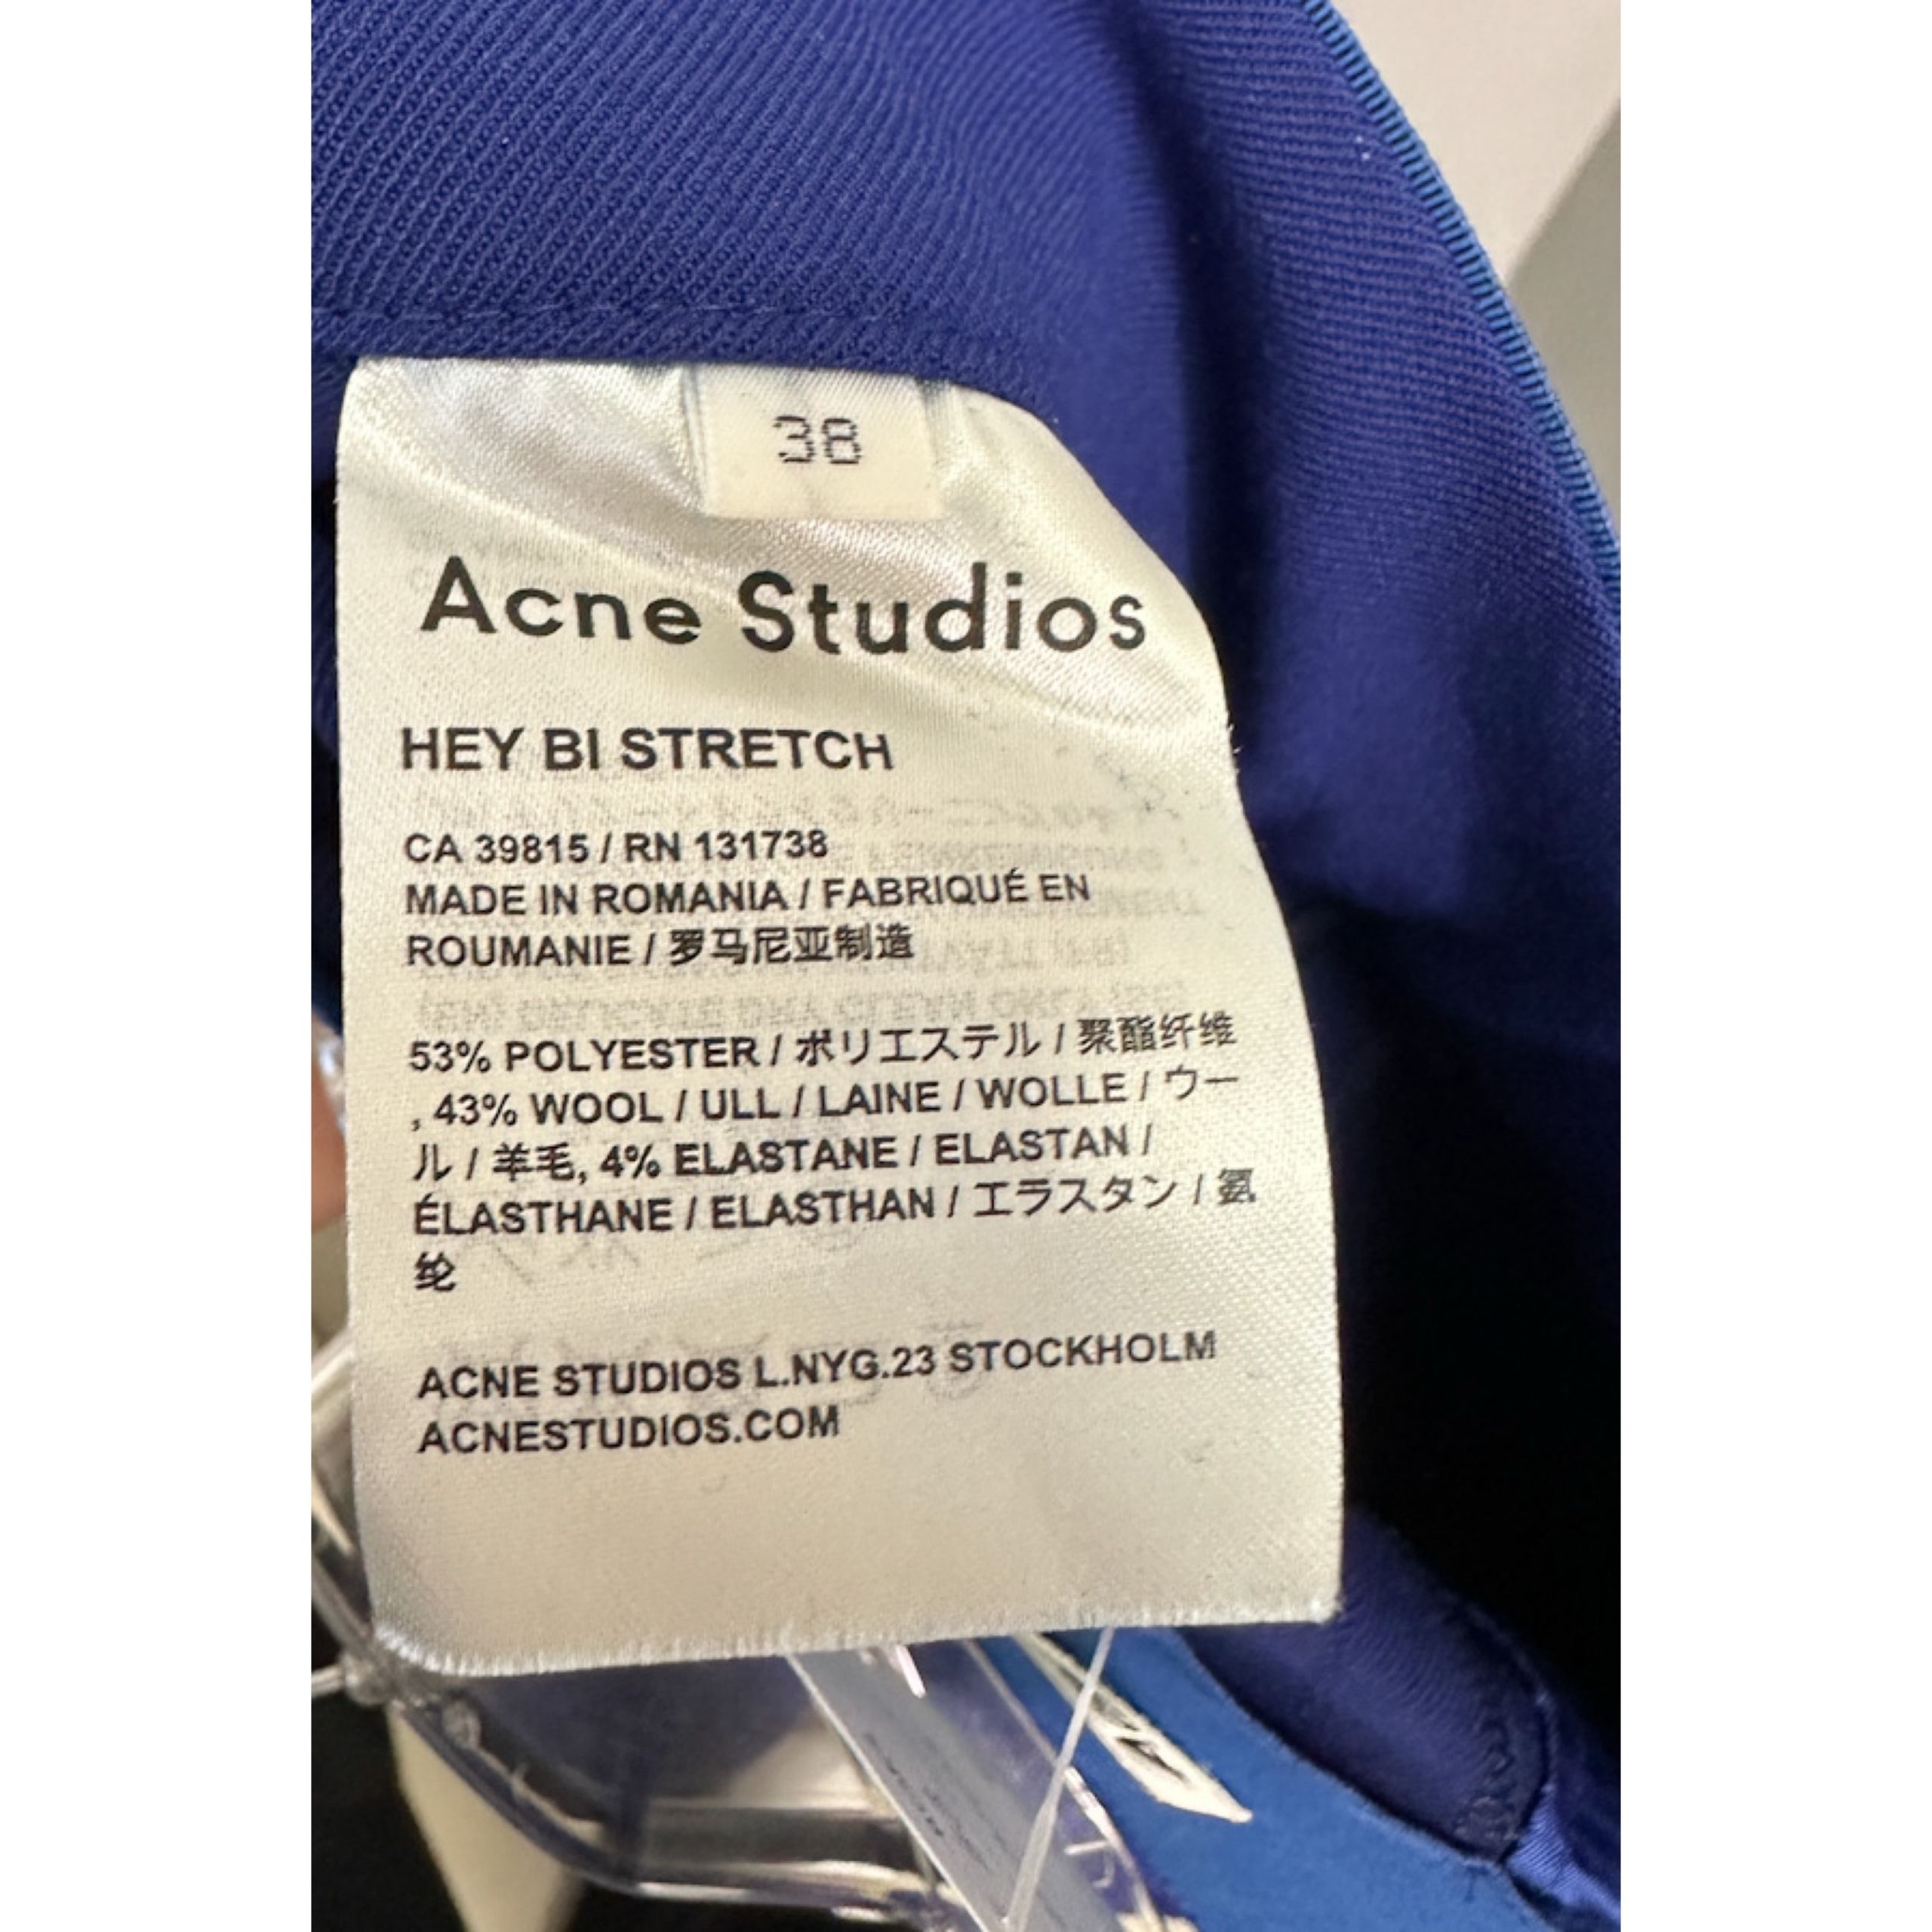 38
Acne Studios
HEY BI STRETCH
CA 39815 / RN 131738
MADE IN ROMANIA / FABRIQUÉ EN
ROUMANIE / 罗马尼亚制造
53% POLYESTER / ポリエステル / 聚酯纤维
, 43% WOOL / ULL / LAINE / WOLLE / ウー
ル / 羊毛, 4% ELASTANE / ELASTAN /
ÉLASTHANE / ELASTHAN / エラスタン / 氨
纶
ACNE STUDIOS L.NYG.23 STOCKHOLM
ACNESTUDIOS.COM